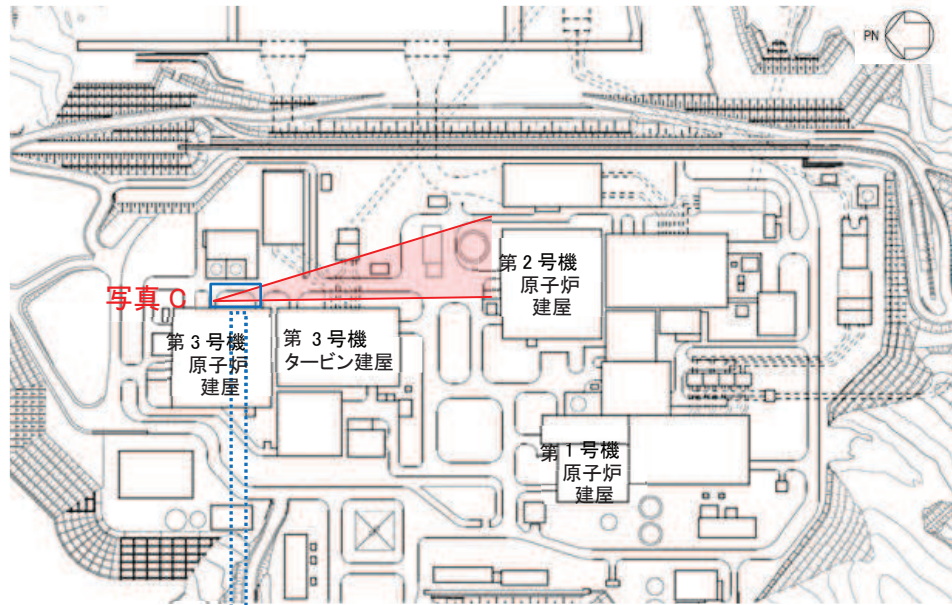 PN
写真 C
第２号機
原子炉
建屋
第３号機
原子炉
建屋
第 ３号機
タービン建屋
第１号機
原子炉
建屋